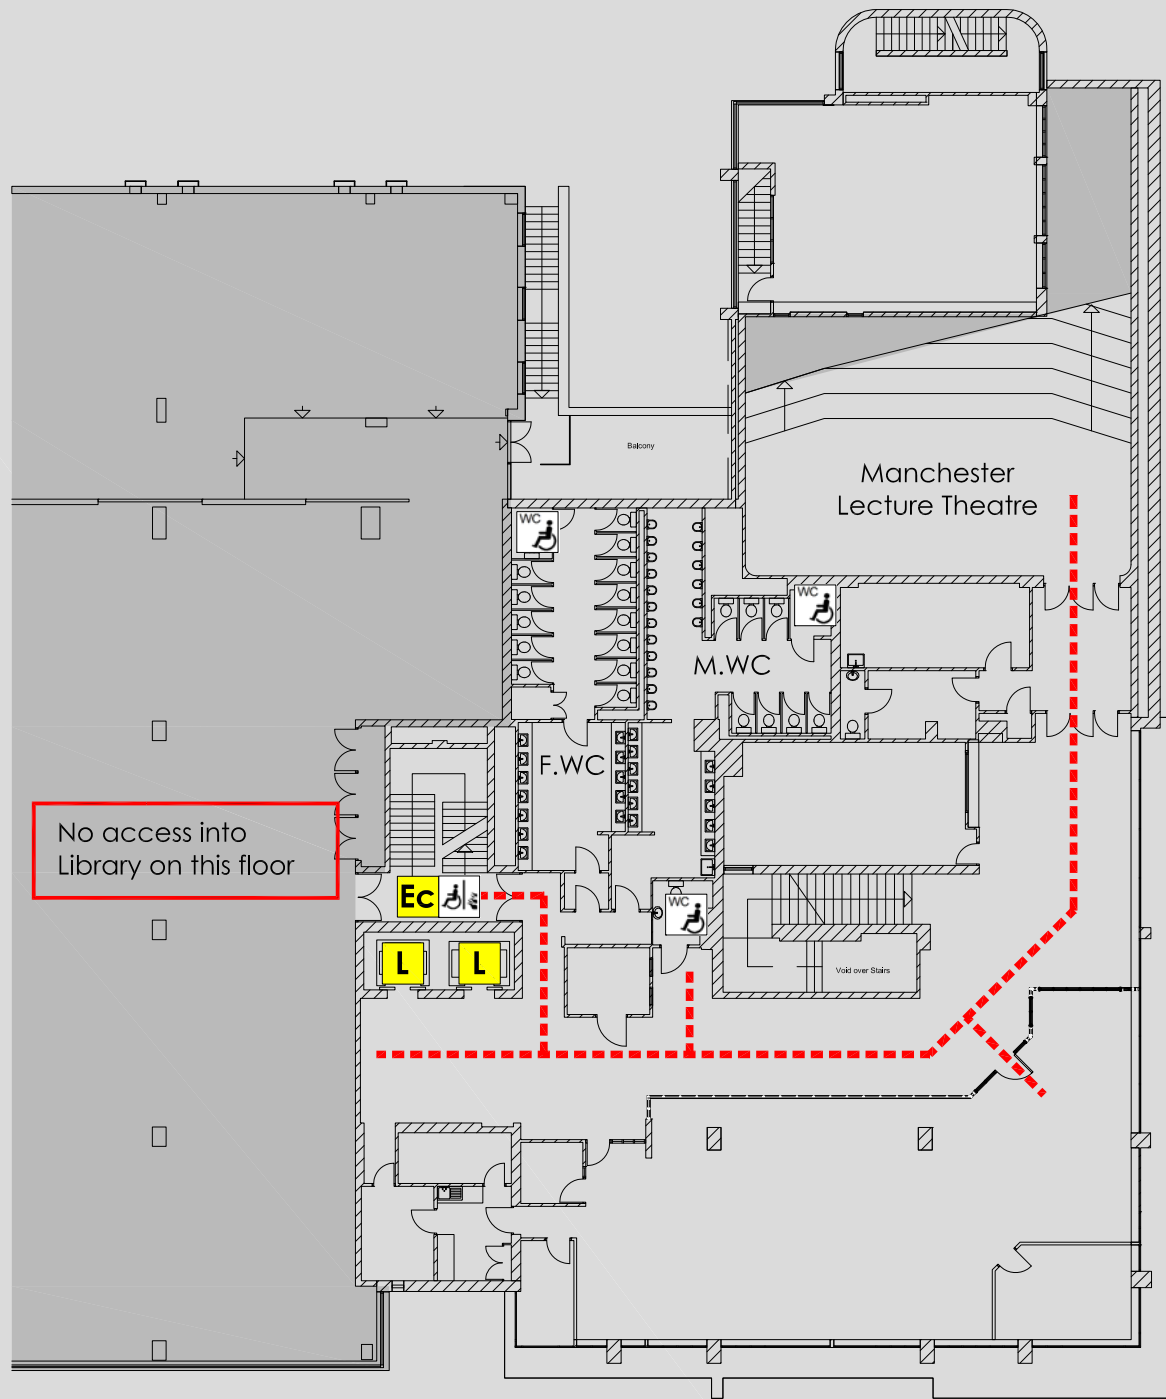 Balcony
Manchester
Lecture Theatre
WC
WC
M.WC
F.WC
No access into
Library on this floor
Ec
WC
L
L
Void over Stairs